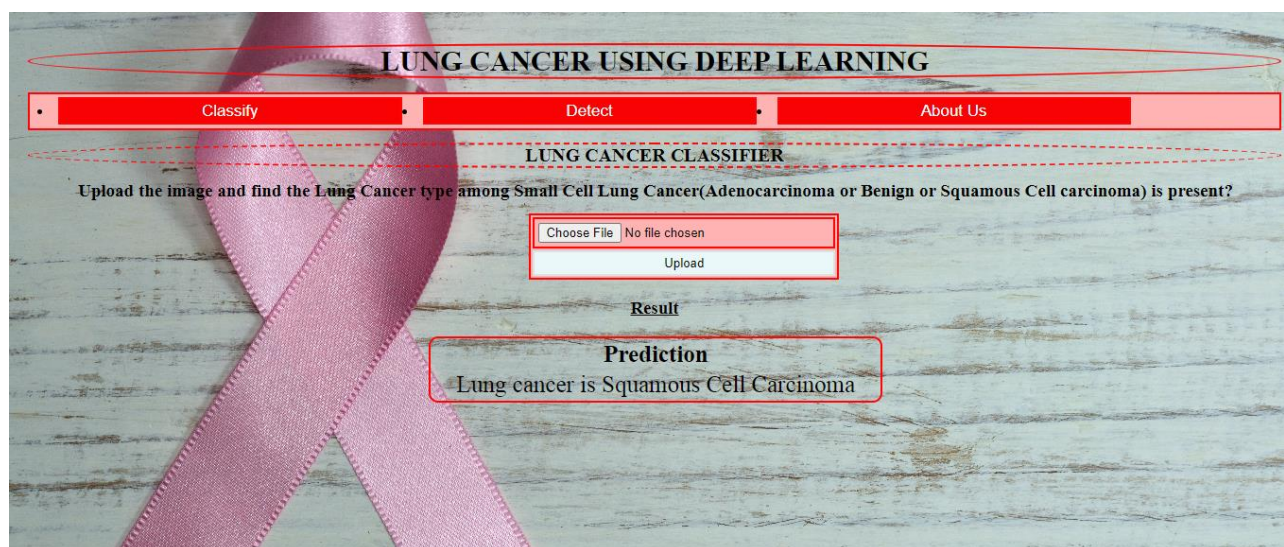 LUNG CANCER USING DEEP LEARNING
Classify Detect About Us
LUNG CANCER CLASSIFIER
Upload the image and find the Lung Cancer type among Small Cell Lung Cancer(Adenocarcinoma or Benign or Squamous Cell carcinoma) is present?
Choose File No file chosen
Upload
Result
Prediction
Lung cancer is Squamous Cell Carcinoma